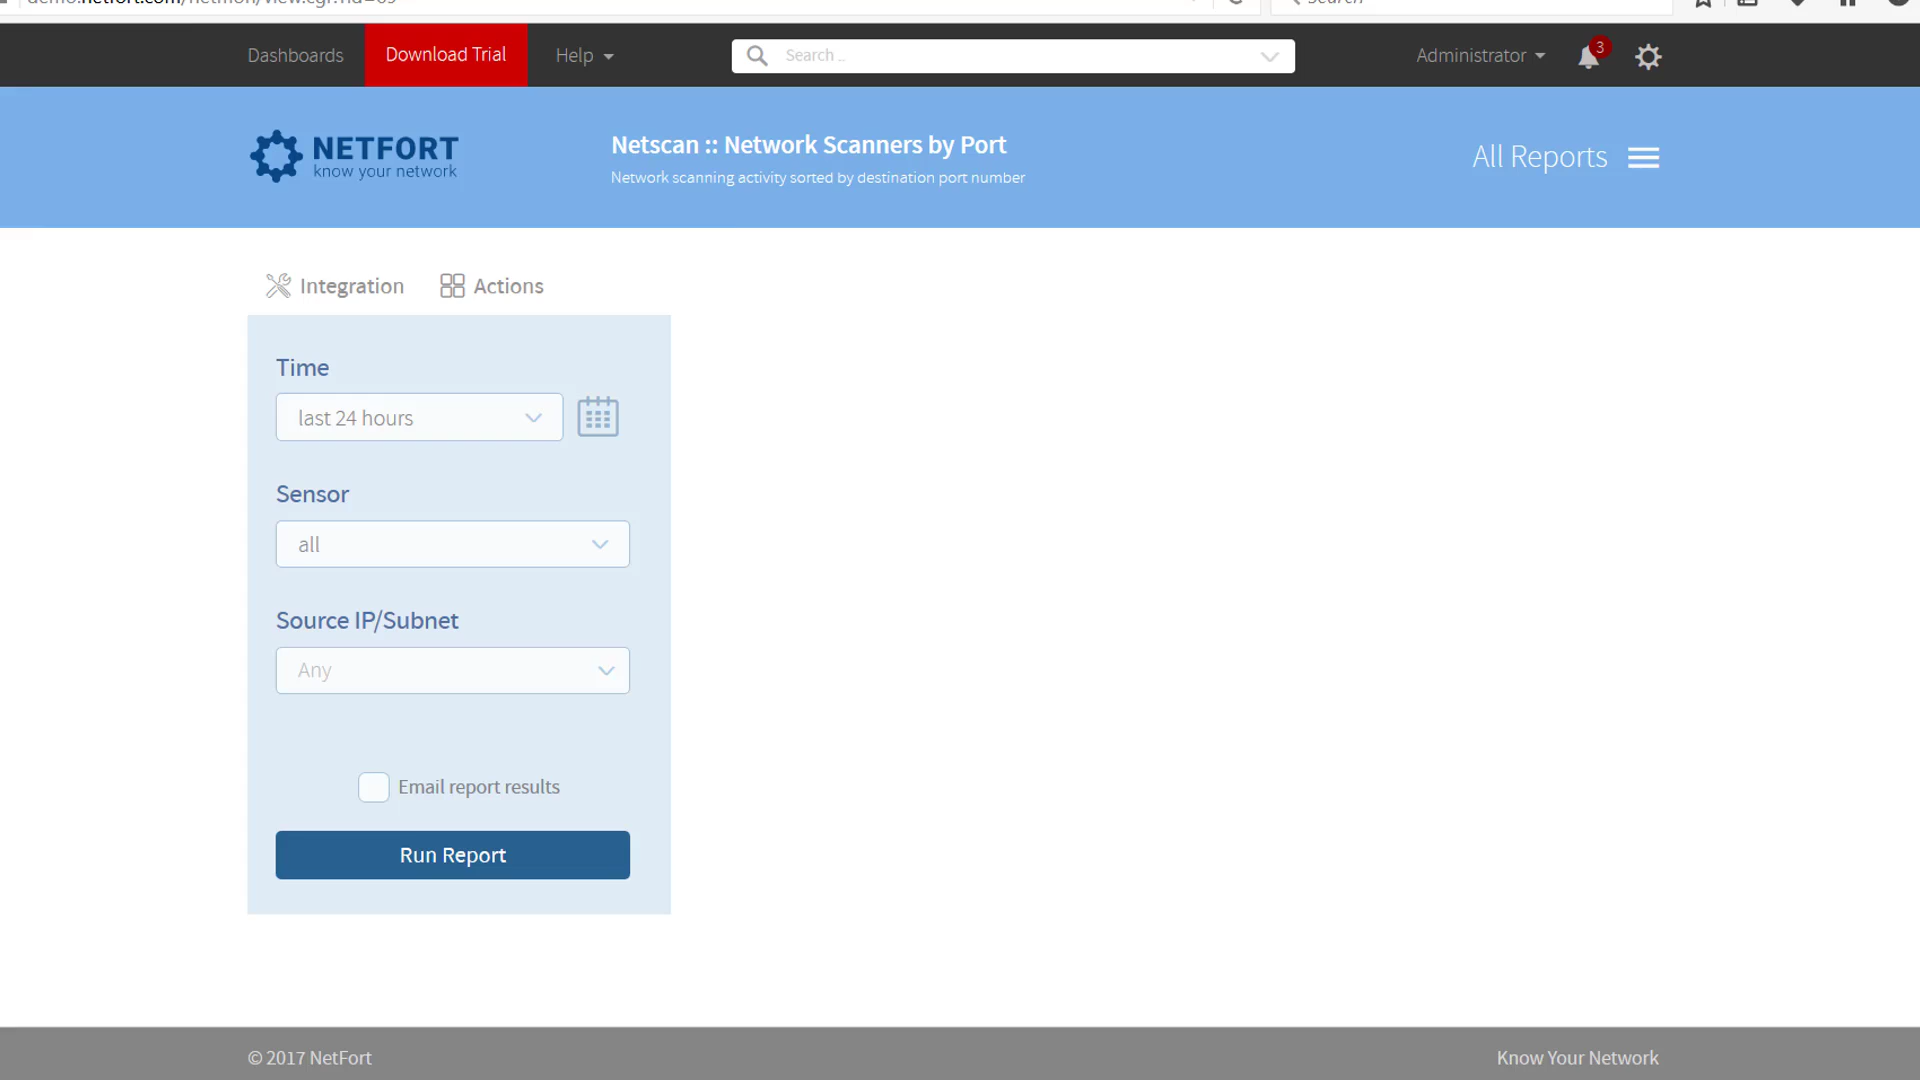 Dashboards
Download Trial
Help
Search ..
Administrator
3
NETFORT
know your network
Netscan :: Network Scanners by Port
Network scanning activity sorted by destination port number
All Reports
Integration
Actions
Time
last 24 hours
Sensor
all
Source IP/Subnet
Any
Email report results
Run Report
© 2017 NetFort
Know Your Network